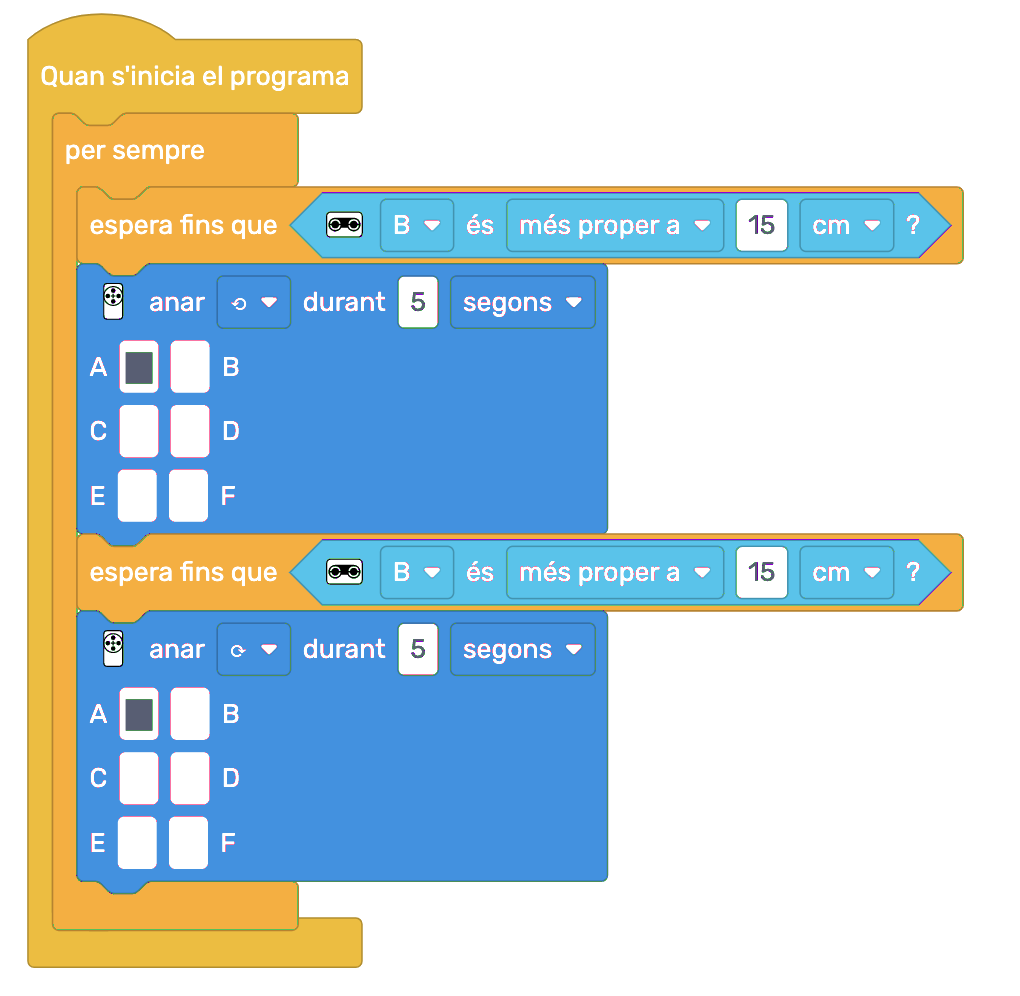 Quan s'inicia el programa
per sempre
espera fins que B és més proper a 15 cm ?
anar ⟲ durant 5 segons
A B
C D
E F
espera fins que B és més proper a 15 cm ?
anar ⟳ durant 5 segons
A B
C D
E F